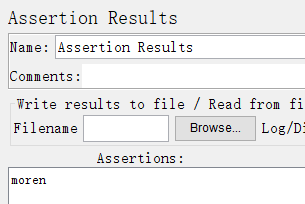 Assertion Results
Name: Assertion Results
Comments:
Write results to file / Read from fi
Filename Browse... Log/Di
Assertions:
moren